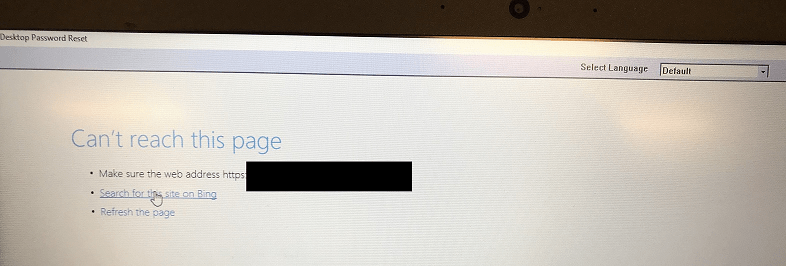 Desktop Password Reset
Select Language Default
Can't reach this page
• Make sure the web address https:
• Search for this site on Bing
• Refresh the page